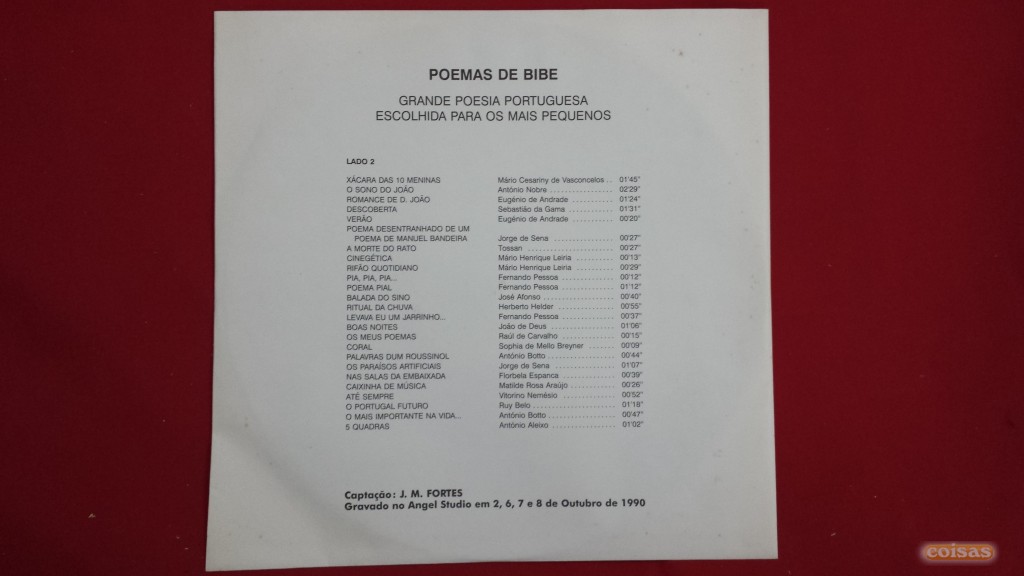 POEMAS DE BIBE
GRANDE POESIA PORTUGUESA
ESCOLHIDA PARA OS MAIS PEQUENOS
LADO 2
XÁCARA DAS 10 MENINAS Mário Cesariny de Vasconcelos .. 01'45"
O SONO DO JOÃO António Nobre ................ 02'29"
ROMANCE DE D. JOÃO Eugénio de Andrade ........... 01'24"
DESCOBERTA Sebastião da Gama ........... 01'31"
VERÃO Eugénio de Andrade ........... 00'20"
POEMA DESENTRANHADO DE UM
POEMA DE MANUEL BANDEIRA Jorge de Sena ............... 00'27"
A MORTE DO RATO Tossan ...................... 00'27"
CINEGÉTICA Mário Henrique Leiria ......... 00'13"
RIFÃO QUOTIDIANO Mário Henrique Leiria ......... 00'29"
PIA, PIA, PIA... Fernando Pessoa ............. 00'12"
POEMA PIAL Fernando Pessoa ............. 01'12"
BALADA DO SINO José Afonso .................. 00'40"
RITUAL DA CHUVA Herberto Helder .............. 00'55"
LEVAVA EU UM JARRINHO... Fernando Pessoa ............. 00'37"
BOAS NOITES João de Deus ................ 01'06"
OS MEUS POEMAS Raúl de Carvalho ............. 00'15"
CORAL Sophia de Mello Breyner ....... 00'09"
PALAVRAS DUM ROUSSINOL António Botto ................ 00'44"
OS PARAÍSOS ARTIFICIAIS Jorge de Sena ............... 01'07"
NAS SALAS DA EMBAIXADA Florbela Espanca ............. 00'39"
CAIXINHA DE MÚSICA Matilde Rosa Araújo ........... 00'26"
ATÉ SEMPRE Vitorino Nemésio ............. 00'52"
O PORTUGAL FUTURO Ruy Belo ..................... 01'18"
O MAIS IMPORTANTE NA VIDA... António Botto ................. 00'47"
5 QUADRAS António Aleixo ................ 01'02"
Captação: J. M. FORTES
Gravado no Angel Studio em 2, 6, 7 e 8 de Outubro de 1990
coisas